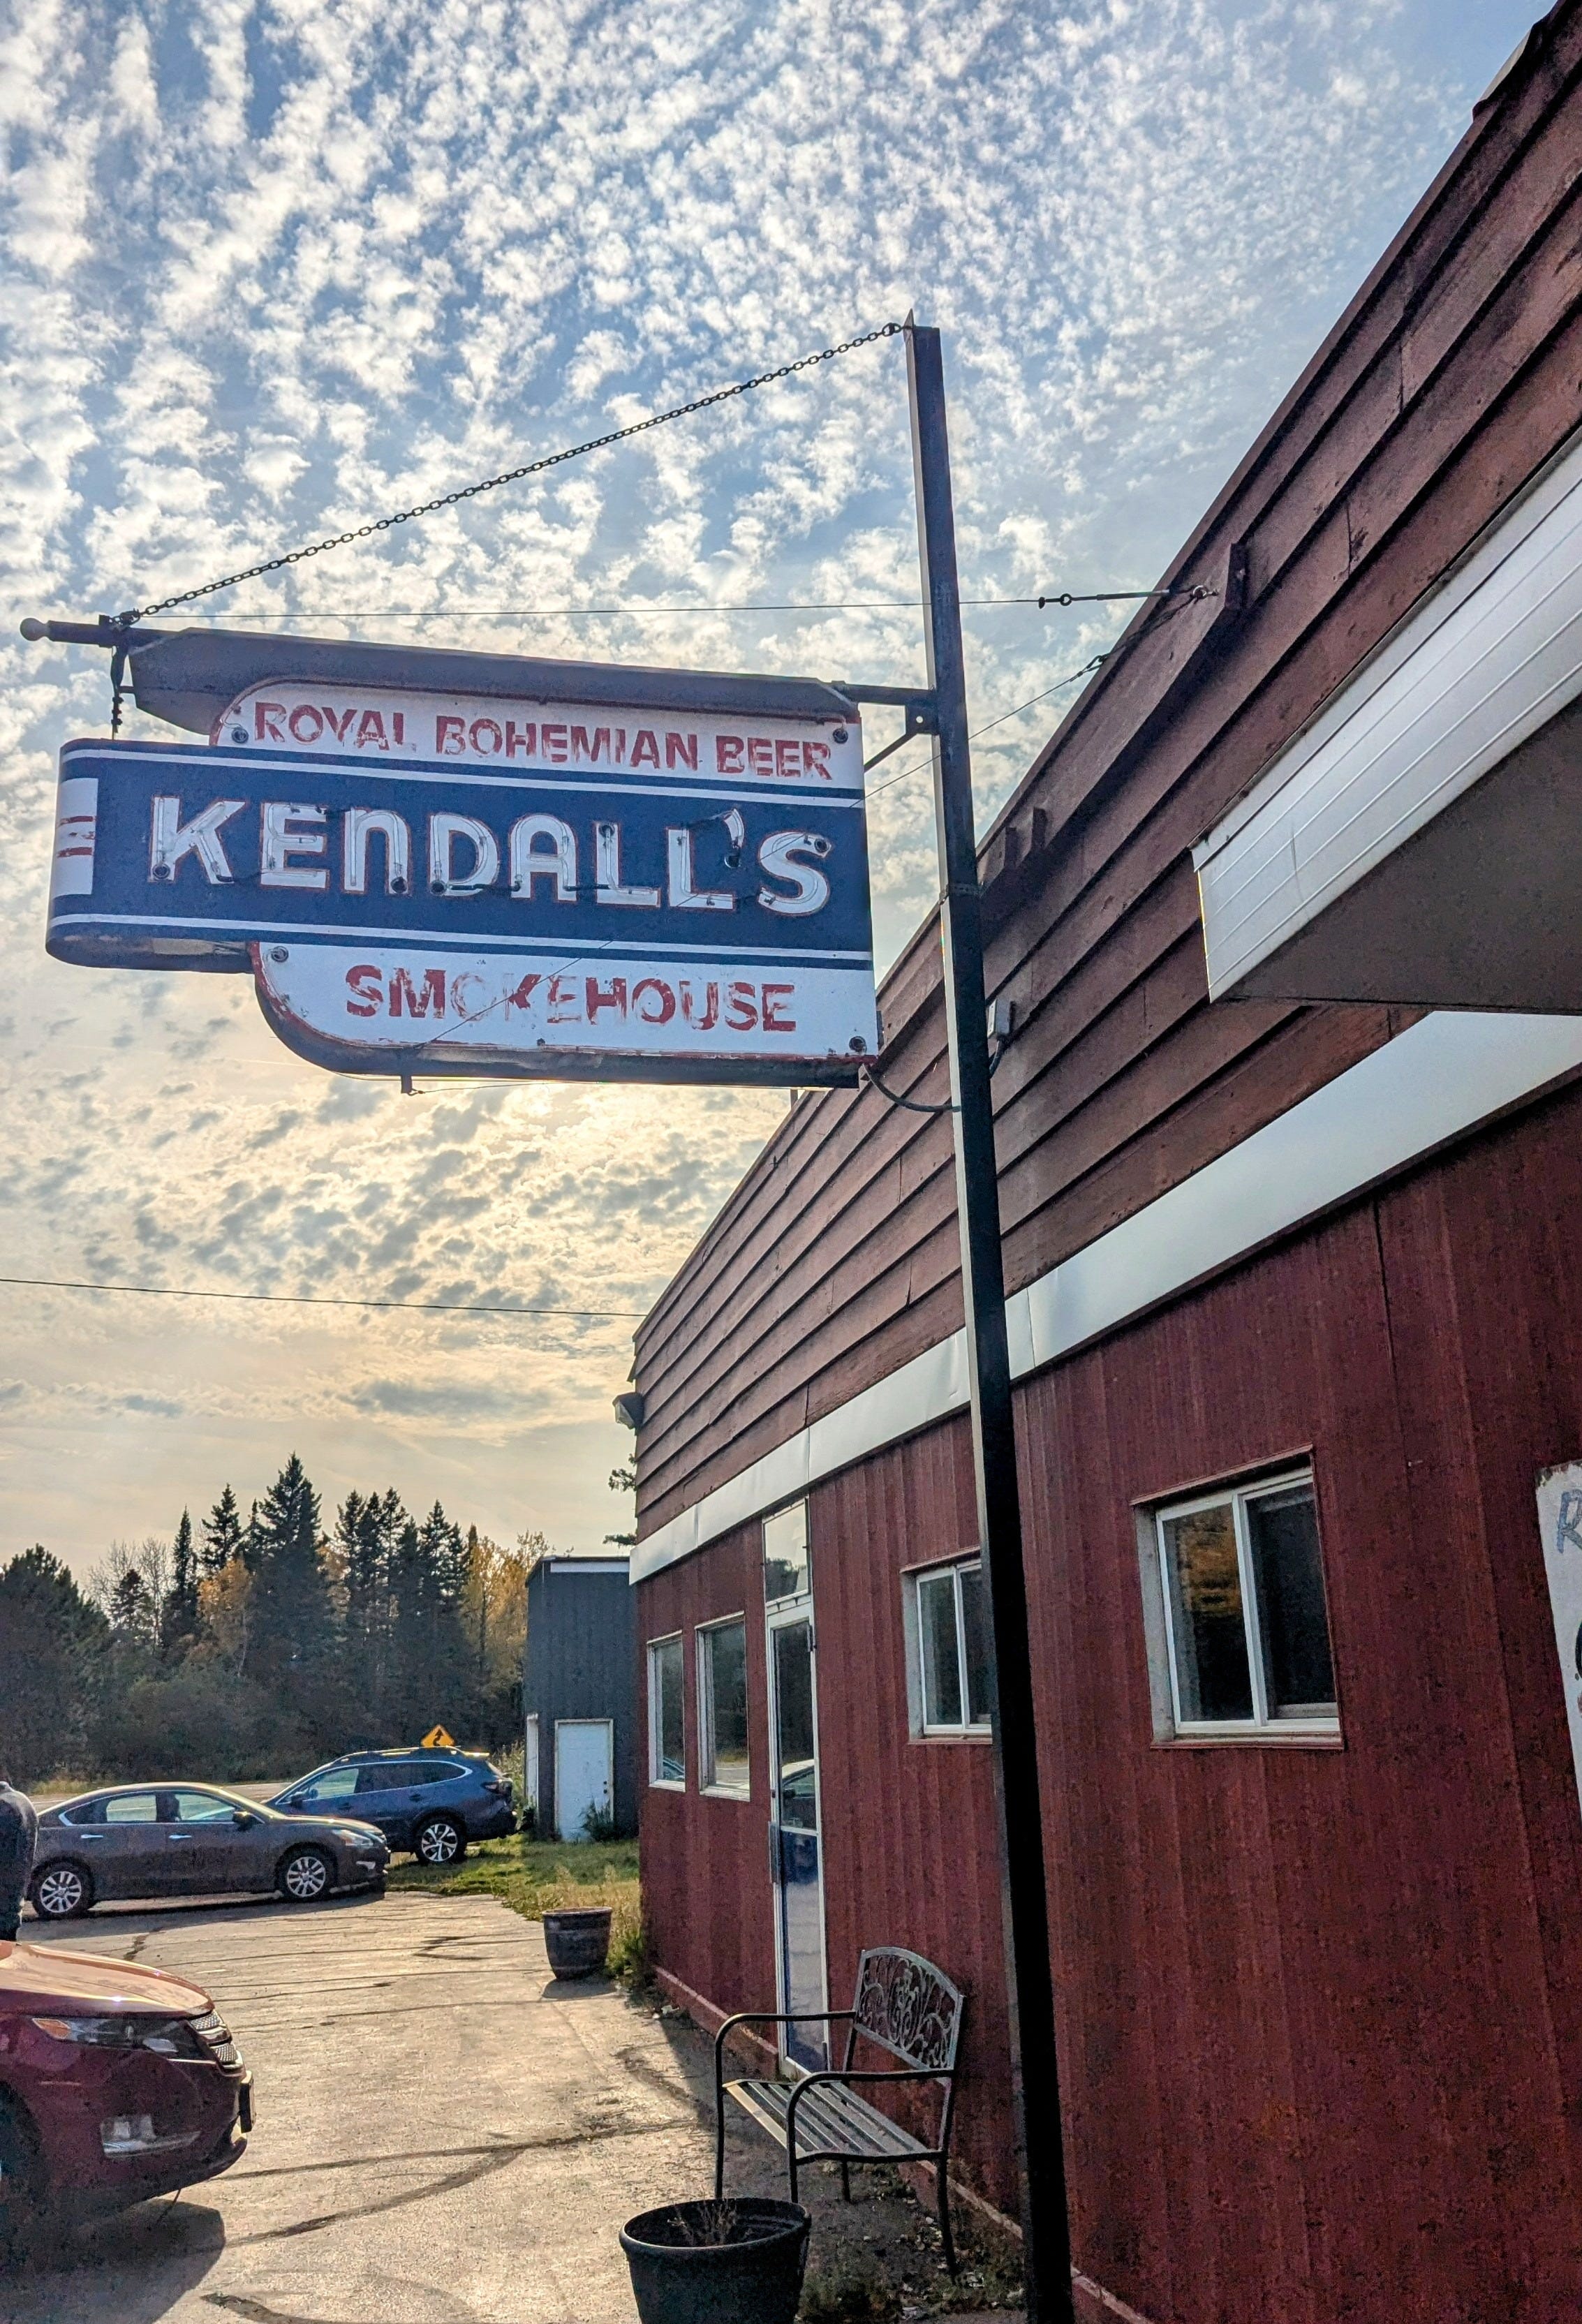 ROYAL BOHEMIAN BEER
KENDALL'S
SMOKEHOUSE